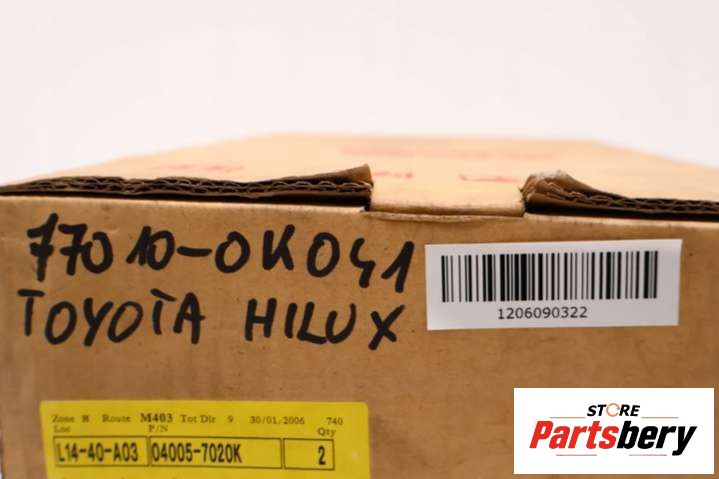 77010-0K041
TOYOTA HILUX
1206090322
Zone B Route M403 Tot Dlr 9 30/01/2006 740
Loc P/N
L14-40-A03 04005-7020K 2
Qty
STORE
Partsbery